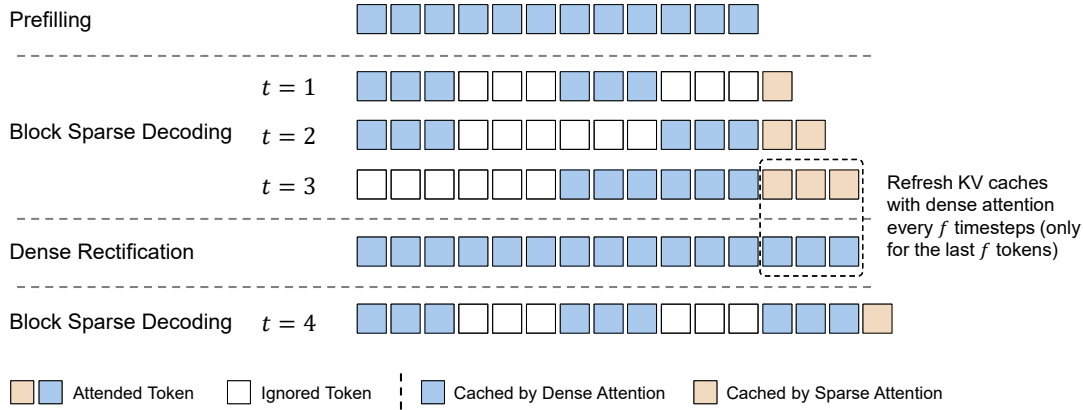 Prefilling
t = 1
Block Sparse Decoding
t = 2
t = 3
Refresh KV caches
with dense attention
every f timesteps (only
for the last f tokens)
Dense Rectification
Block Sparse Decoding
t = 4
Attended Token
Ignored Token
Cached by Dense Attention
Cached by Sparse Attention